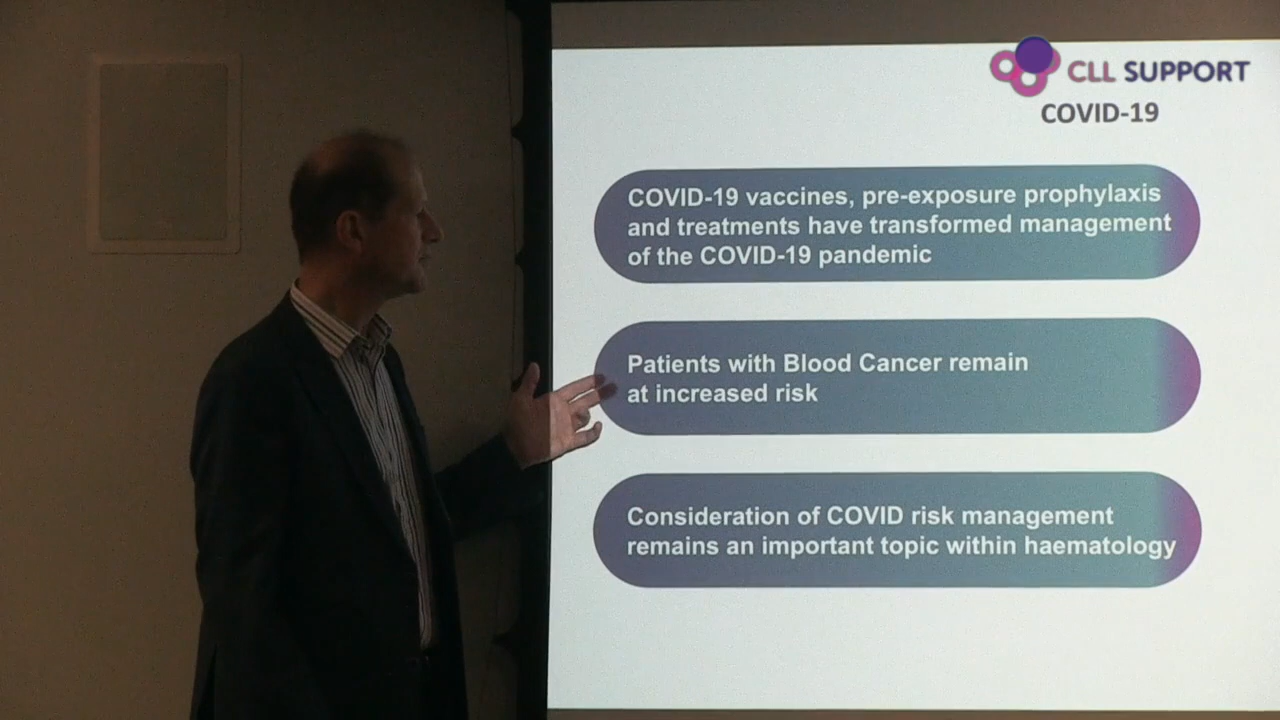 CLL SUPPORT
COVID-19
COVID-19 vaccines, pre-exposure prophylaxis
and treatments have transformed management
of the COVID-19 pandemic
Patients with Blood Cancer remain
at increased risk
Consideration of COVID risk management
remains an important topic within haematology